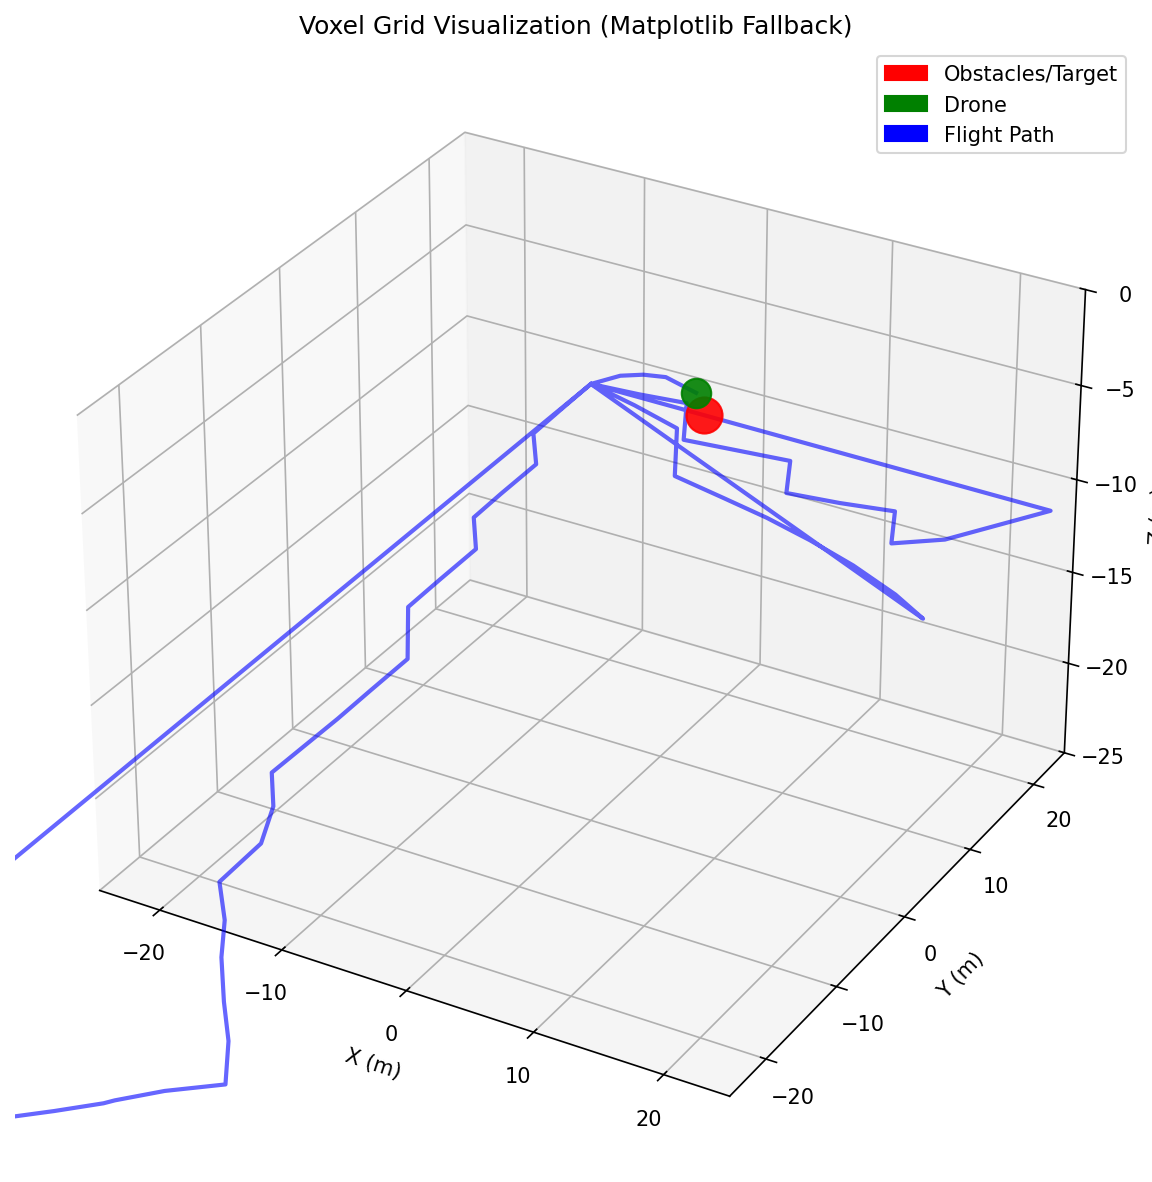 Voxel Grid Visualization (Matplotlib Fallback)
Obstacles/Target
Drone
Flight Path
0
−5
−10
−15
−20
−25
20
10
0
−10
−20
Y (m)
−20
−10
0
10
20
X (m)